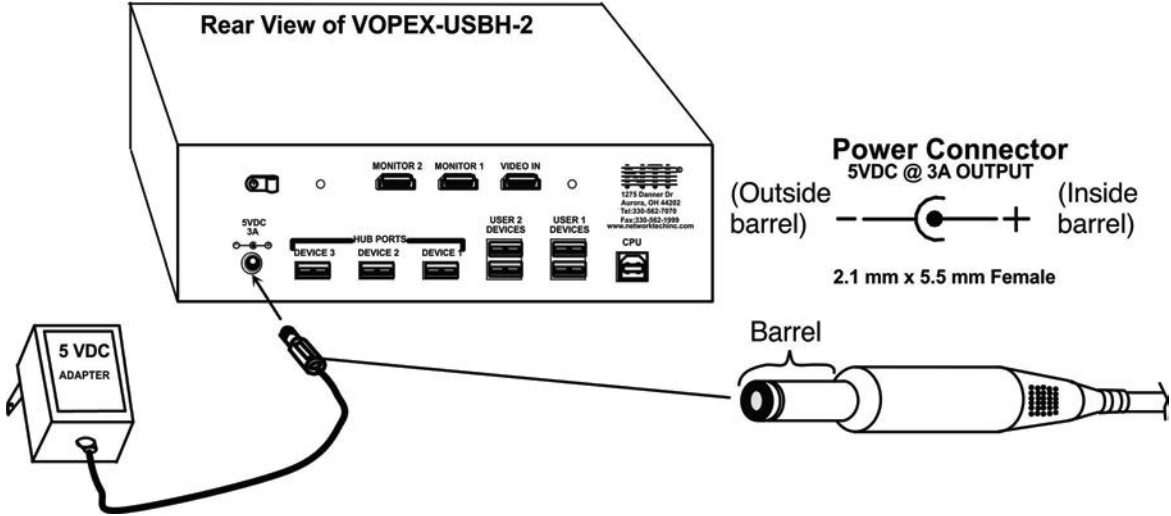 Rear View of VOPEX-USBH-2
MONITOR 2 MONITOR 1 VIDEO IN
1275 Danner Dr
Aurora, OH 44202
Tel:330-562-7070
Fax:330-562-1999
www.networktechinc.com
5VDC
3A
HUB PORTS
DEVICE 3 DEVICE 2 DEVICE 1
USER 2
DEVICES
USER 1
DEVICES
CPU
Power Connector
5VDC @ 3A OUTPUT
(Outside
barrel)
− +
(Inside
barrel)
2.1 mm x 5.5 mm Female
5 VDC
ADAPTER
Barrel